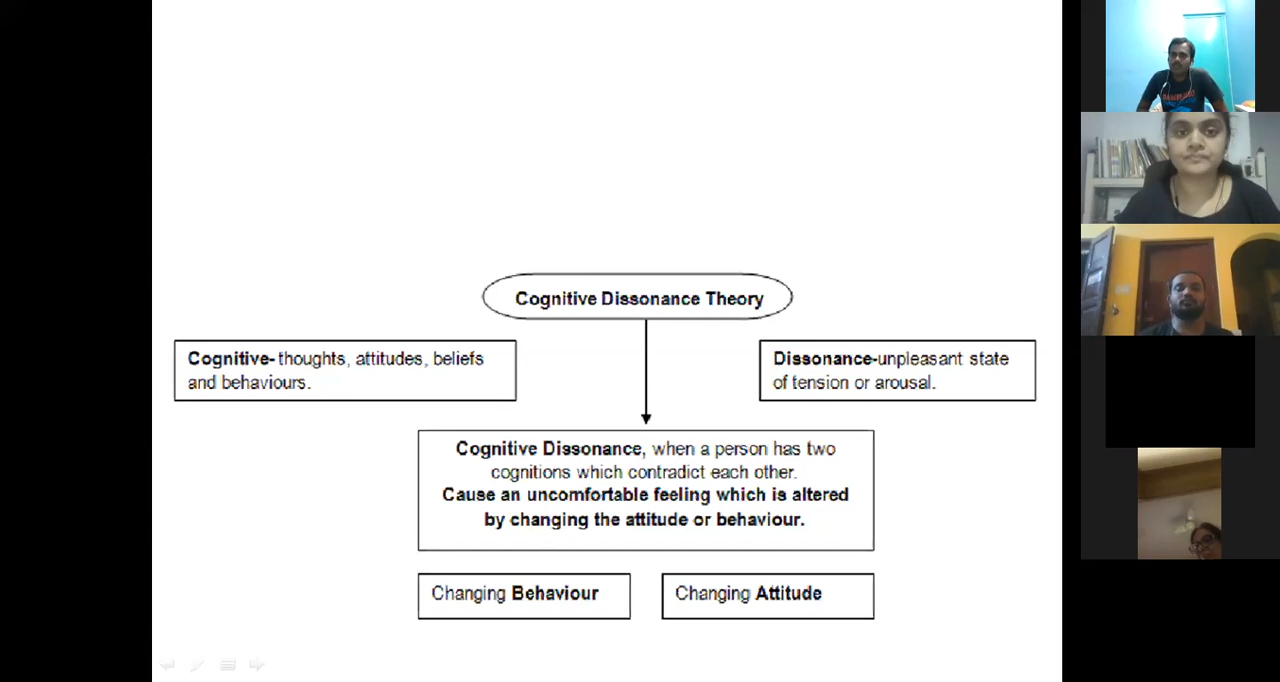 Cognitive Dissonance Theory
Cognitive- thoughts, attitudes, beliefs
and behaviours.
Dissonance-unpleasant state
of tension or arousal.
Cognitive Dissonance, when a person has two
cognitions which contradict each other.
Cause an uncomfortable feeling which is altered
by changing the attitude or behaviour.
Changing Behaviour
Changing Attitude